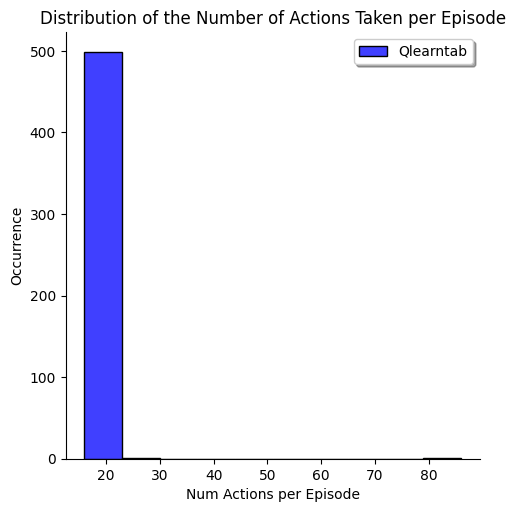 Distribution of the Number of Actions Taken per Episode
Qlearntab
500
400
300
200
100
0
Occurrence
20 30 40 50 60 70 80
Num Actions per Episode